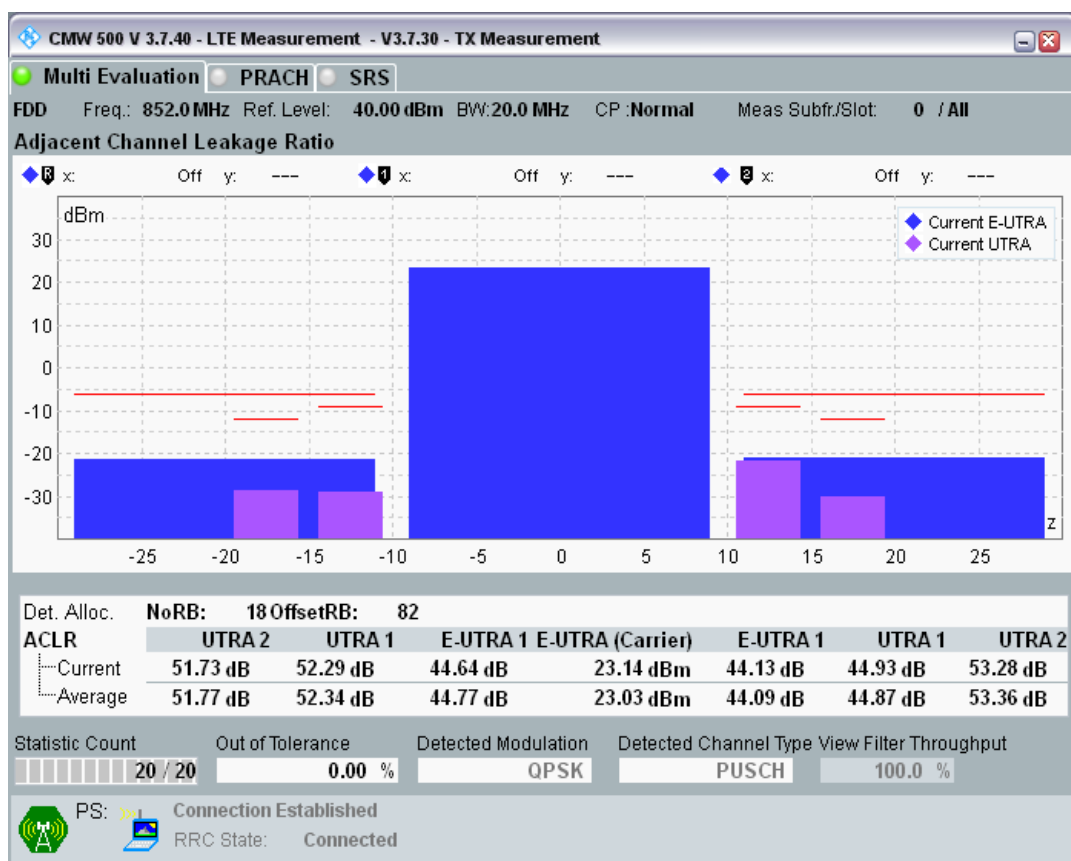 CMW 500 V 3.7.40 - LTE Measurement - V3.7.30 - TX Measurement
Multi Evaluation PRACH SRS
FDD Freq.: 852.0 MHz Ref. Level: 40.00 dBm BW: 20.0 MHz CP : Normal Meas Subfr./Slot: 0 / All
Adjacent Channel Leakage Ratio
R x: Off y: --- 1 x: Off y: --- 2 x: Off y: ---
dBm
Current E-UTRA
Current UTRA
30
20
10
0
-10
-20
-30
z
-25 -20 -15 -10 -5 0 5 10 15 20 25
Det. Alloc. NoRB: 18 OffsetRB: 82
ACLR UTRA 2 UTRA 1 E-UTRA 1 E-UTRA (Carrier) E-UTRA 1 UTRA 1 UTRA 2
Current 51.73 dB 52.29 dB 44.64 dB 23.14 dBm 44.13 dB 44.93 dB 53.28 dB
Average 51.77 dB 52.34 dB 44.77 dB 23.03 dBm 44.09 dB 44.87 dB 53.36 dB
Statistic Count Out of Tolerance Detected Modulation Detected Channel Type View Filter Throughput
20 / 20 0.00 % QPSK PUSCH 100.0 %
PS: Connection Established
RRC State: Connected